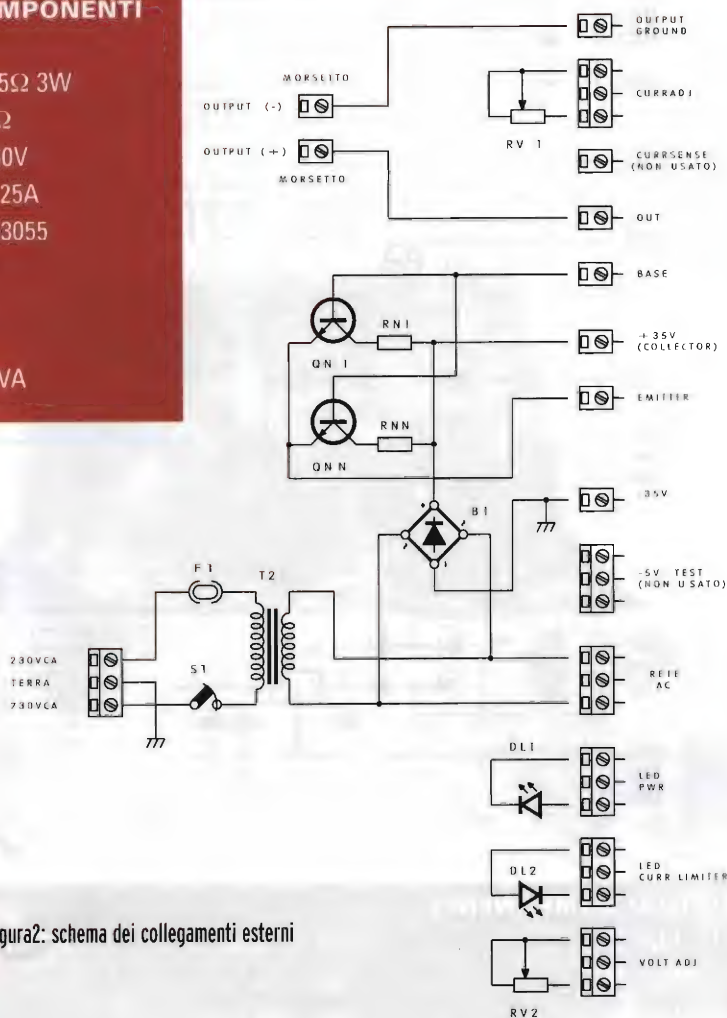 MPONENTI
5Ω 3W
Ω
0V
25A
3055
VA
OUTPUT
GROUND
MORSETTO
OUTPUT (-)
CURRADJ
RV 1
OUTPUT (+)
MORSETTO
CURRSENSE
(NON USATO)
OUT
BASE
RN1
QN 1
+35V
(COLLECTOR)
EMITTER
RNN
QNN
-35V
B1
-5V TEST
(NON USATO)
F1
T2
230VCA
TERRA
230VCA
S1
RETE
AC
DL1
LED
PWR
DL2
LED
CURR LIMITER
gura2: schema dei collegamenti esterni
VOLT ADJ
RV2